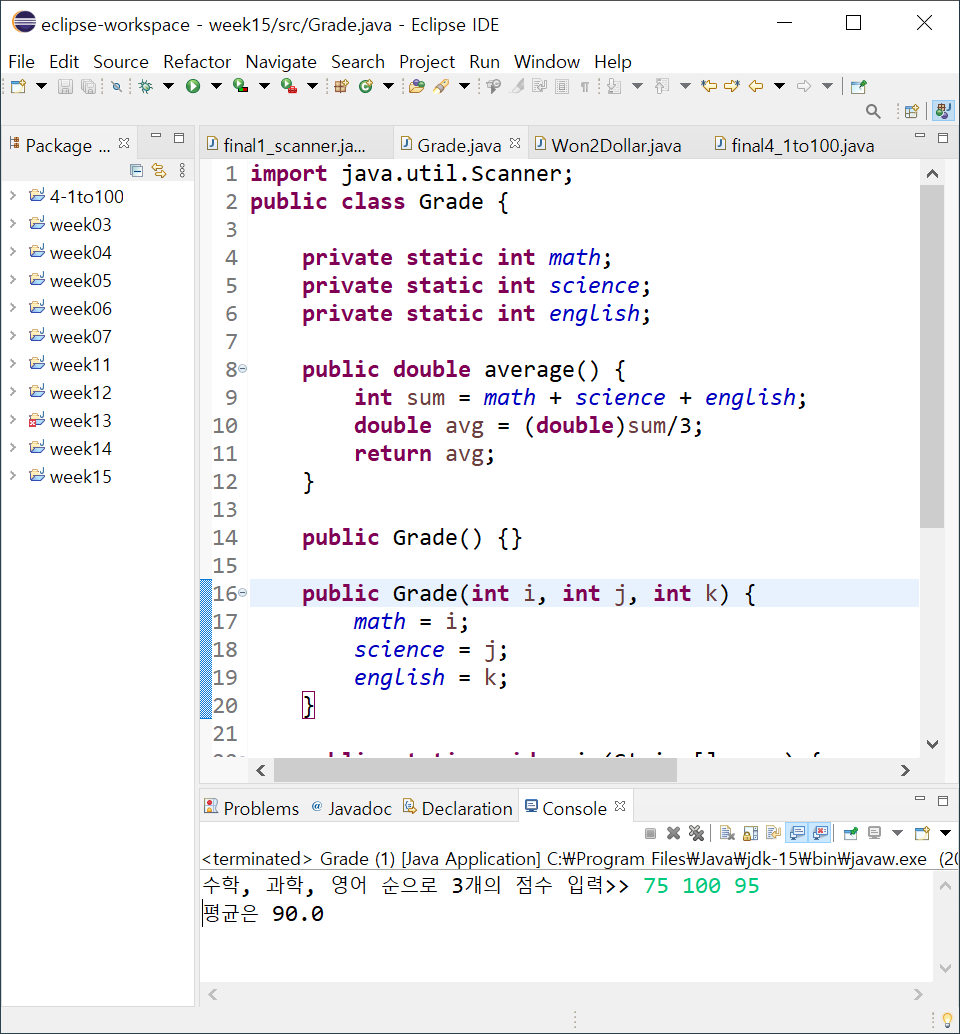 eclipse-workspace - week15/src/Grade.java - Eclipse IDE
File Edit Source Refactor Navigate Search Project Run Window Help
Package ...
4-1to100
week03
week04
week05
week06
week07
week11
week12
week13
week14
week15
final1_scanner.ja... Grade.java Won2Dollar.java final4_1to100.java
1 import java.util.Scanner;
2 public class Grade {
3
4 private static int math;
5 private static int science;
6 private static int english;
7
8 public double average() {
9 int sum = math + science + english;
10 double avg = (double)sum/3;
11 return avg;
12 }
13
14 public Grade() {}
15
16 public Grade(int i, int j, int k) {
17 math = i;
18 science = j;
19 english = k;
20 }
21
Problems @ Javadoc Declaration Console
<terminated> Grade (1) [Java Application] C:₩Program Files₩Java₩jdk-15₩bin₩javaw.exe (20
수학, 과학, 영어 순으로 3개의 점수 입력>> 75 100 95
평균은 90.0